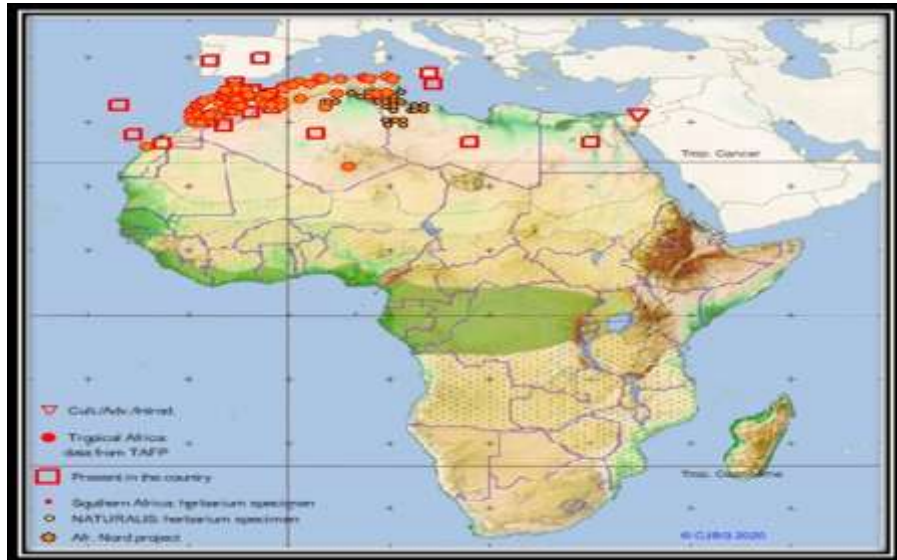 Trop. Cancer
Cult./Adv./Introd.
Tropical Africa:
data from TAFP
Present in the country
Trop.
Southern Africa: herbarium specimen
NATURALIS: herbarium specimen
Afr. Nord project
© CJBG 2020